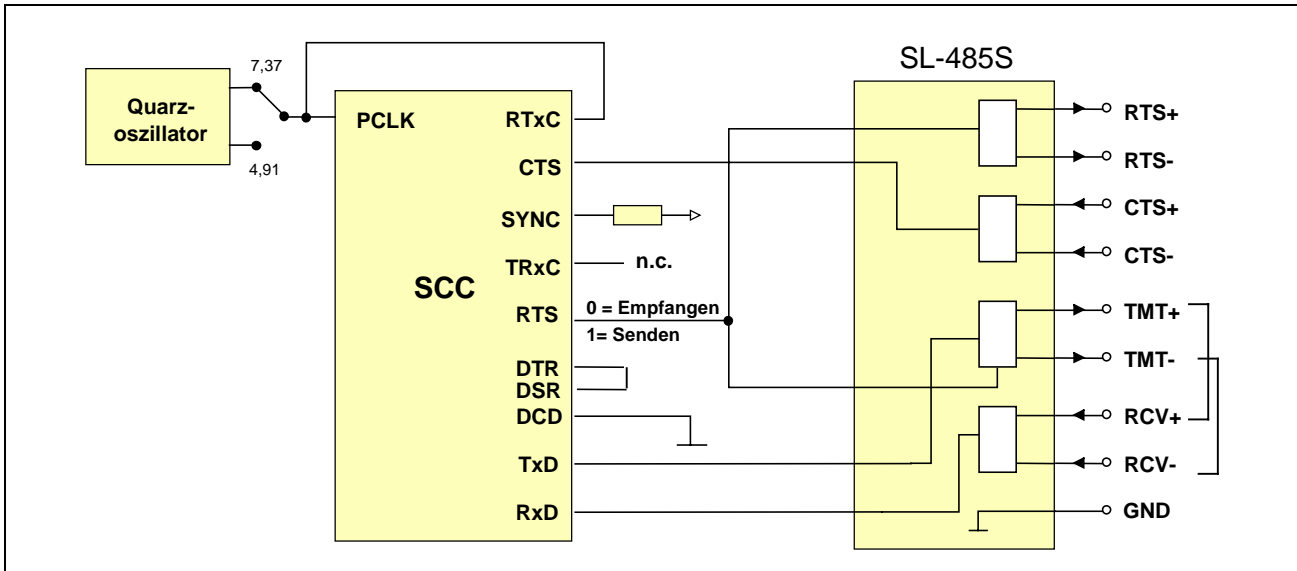 SL-485S
7,37
Quarz-
oszillator
4,91
PCLK
SCC
RTxC
CTS
SYNC
TRxC
n.c.
RTS
0 = Empfangen
1= Senden
DTR
DSR
DCD
TxD
RxD
RTS+
RTS-
CTS+
CTS-
TMT+
TMT-
RCV+
RCV-
GND